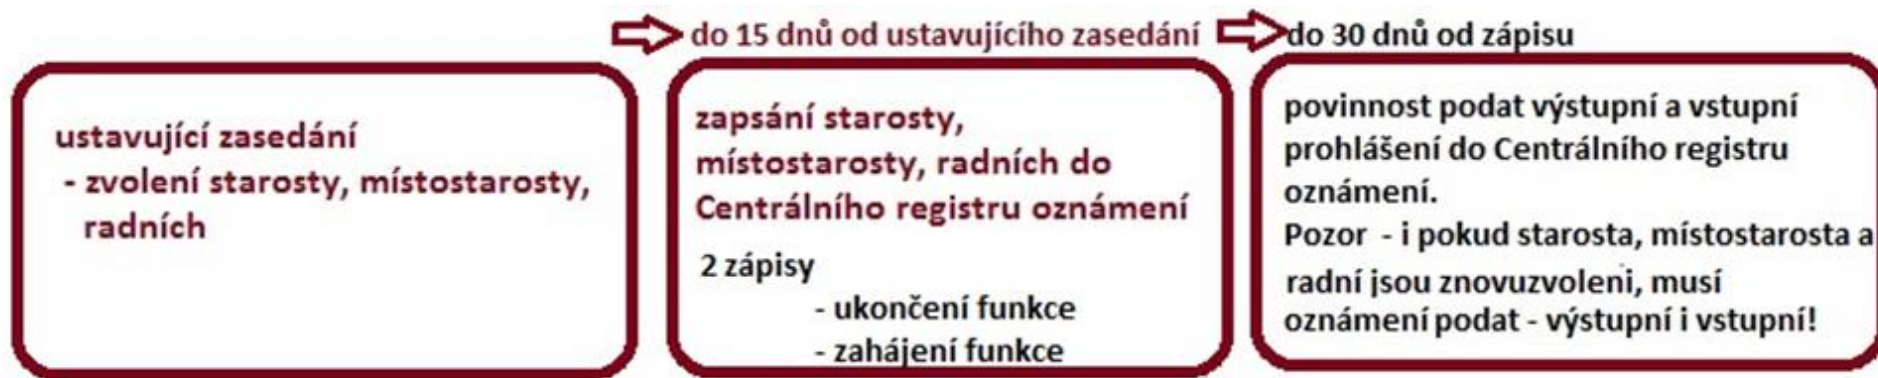 do 15 dnů od ustavujícího zasedání
do 30 dnů od zápisu
ustavující zasedání
- zvolení starosty, místostarosty,
radních
zapsání starosty,
místostarosty, radních do
Centrálního registru oznámení
2 zápisy
- ukončení funkce
- zahájení funkce
povinnost podat výstupní a vstupní
prohlášení do Centrálního registru
oznámení.
Pozor - i pokud starosta, místostarosta a
radní jsou znovuzvoleni, musí
oznámení podat - výstupní i vstupní!